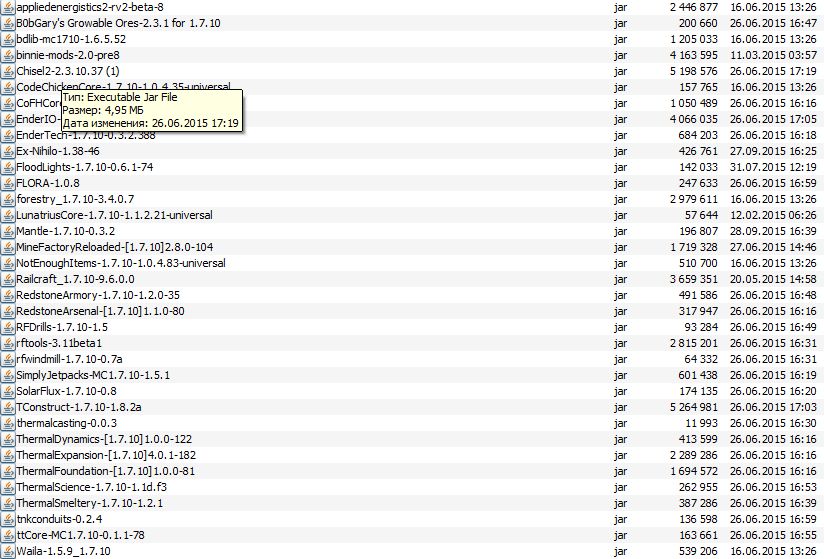 appliedenergistics2-rv2-beta-8 jar 2 446 877 16.06.2015 13:26
B0bGary's Growable Ores-2.3.1 for 1.7.10 jar 200 660 26.06.2015 16:47
bdlib-mc1710-1.6.5.52 jar 1 205 033 16.06.2015 13:26
binnie-mods-2.0-pre8 jar 4 163 595 11.03.2015 03:57
Chisel2-2.3.10.37 (1) jar 5 198 576 26.06.2015 17:19
CodeChickenCore-1.7.10-1.0.4.35-universal jar 157 765 16.06.2015 13:26
Тип: Executable Jar File
CoFHCore jar 1 050 489 26.06.2015 16:16
Размер: 4,95 МБ
EnderIO- jar 4 066 035 26.06.2015 17:05
Дата изменения: 26.06.2015 17:19
EnderTech-1.7.10-0.3.2.388 jar 684 203 26.06.2015 16:18
Ex-Nihilo-1.38-46 jar 426 761 27.09.2015 16:25
FloodLights-1.7.10-0.6.1-74 jar 142 033 31.07.2015 12:19
FLORA-1.0.8 jar 247 633 26.06.2015 16:59
forestry_1.7.10-3.4.0.7 jar 2 979 611 16.06.2015 13:26
LunatriusCore-1.7.10-1.1.2.21-universal jar 57 644 12.02.2015 06:26
Mantle-1.7.10-0.3.2 jar 196 807 28.09.2015 16:39
MineFactoryReloaded-[1.7.10]2.8.0-104 jar 1 719 328 27.06.2015 14:46
NotEnoughItems-1.7.10-1.0.4.83-universal jar 510 700 16.06.2015 13:26
Railcraft_1.7.10-9.6.0.0 jar 3 659 351 20.05.2015 14:58
RedstoneArmory-1.7.10-1.2.0-35 jar 491 586 26.06.2015 16:48
RedstoneArsenal-[1.7.10]1.1.0-80 jar 317 947 26.06.2015 16:16
RFDrills-1.7.10-1.5 jar 93 284 26.06.2015 16:49
rftools-3.11beta1 jar 2 815 201 26.06.2015 16:31
rfwindmill-1.7.10-0.7a jar 64 332 26.06.2015 16:31
SimplyJetpacks-MC1.7.10-1.5.1 jar 601 438 26.06.2015 16:19
SolarFlux-1.7.10-0.8 jar 174 135 26.06.2015 16:20
TConstruct-1.7.10-1.8.2a jar 5 264 981 26.06.2015 17:03
thermalcasting-0.0.3 jar 11 993 26.06.2015 16:30
ThermalDynamics-[1.7.10]1.0.0-122 jar 413 599 26.06.2015 16:16
ThermalExpansion-[1.7.10]4.0.1-182 jar 2 289 286 26.06.2015 16:16
ThermalFoundation-[1.7.10]1.0.0-81 jar 1 694 572 26.06.2015 16:16
ThermalScience-1.7.10-1.1d.f3 jar 262 955 26.06.2015 16:53
ThermalSmeltery-1.7.10-1.2.1 jar 387 286 26.06.2015 16:39
tnkconduits-0.2.4 jar 136 598 26.06.2015 16:59
ttCore-MC1.7.10-0.1.1-78 jar 163 661 26.06.2015 16:55
Waila-1.5.9_1.7.10 jar 539 206 16.06.2015 13:26